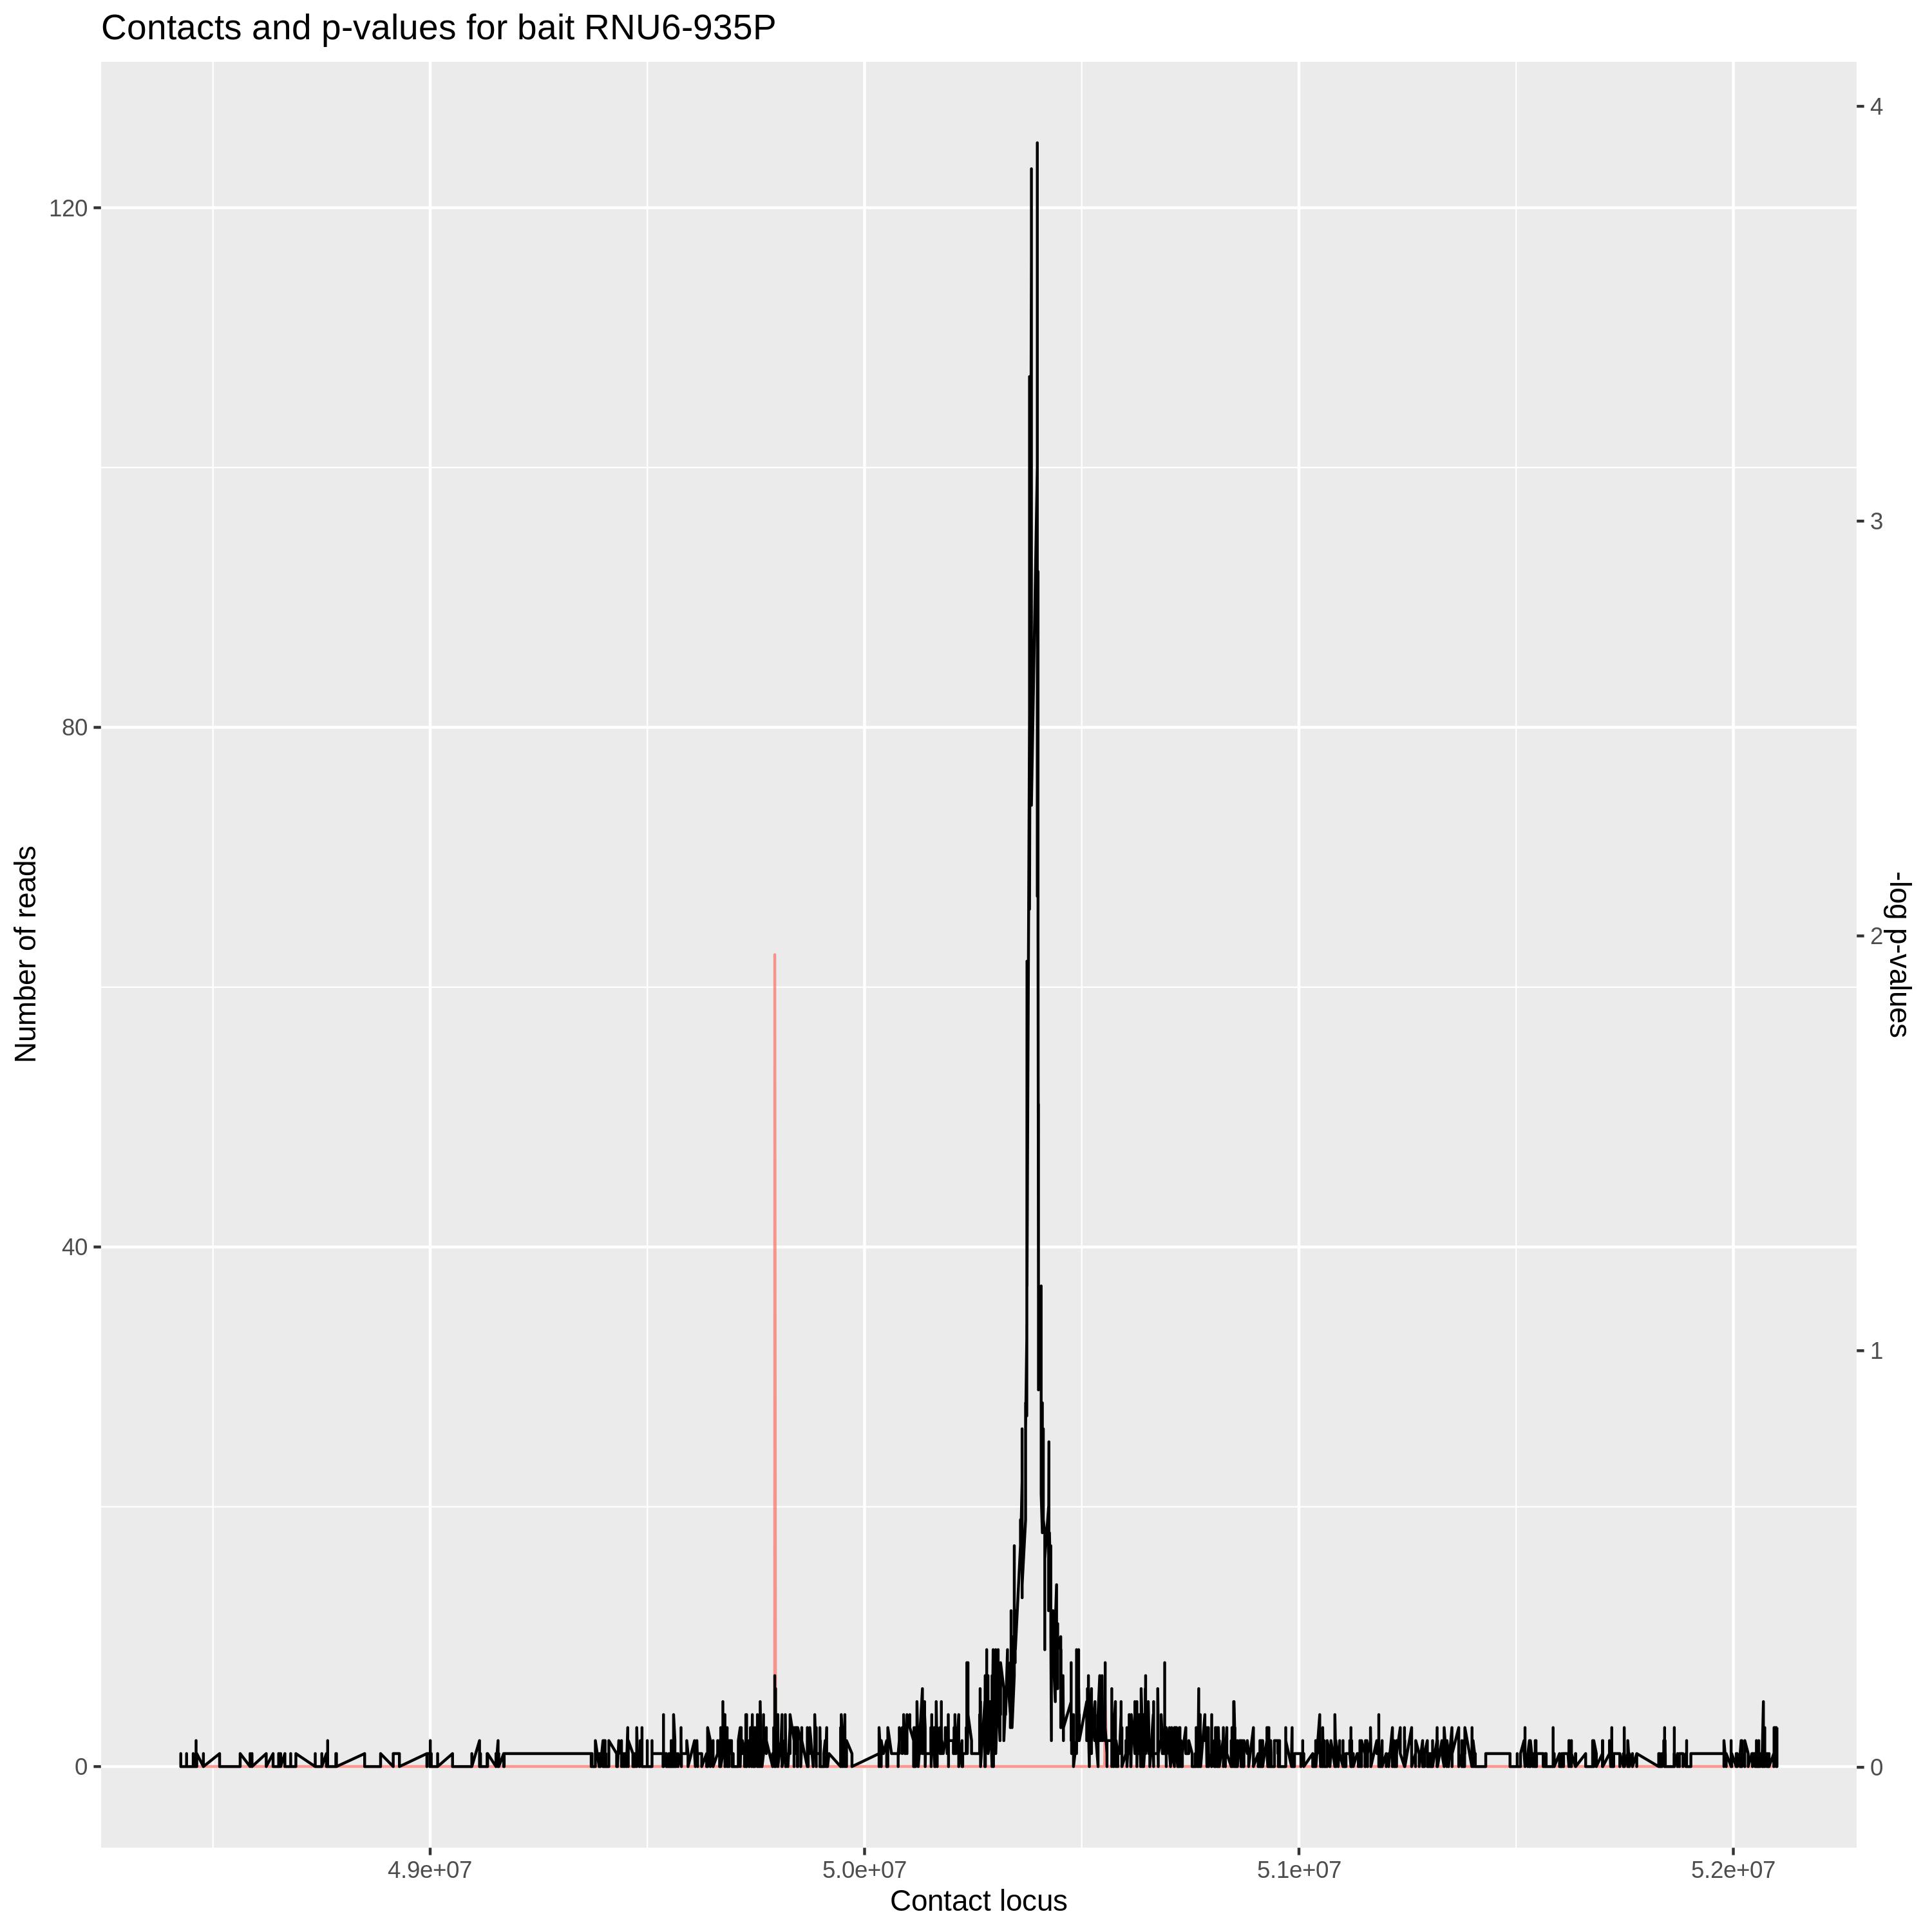 Contacts and p-values for bait RNU6-935P
120
80
40
0
Number of reads
4
3
2
1
0
-log p-values
4.9e+07 5.0e+07 5.1e+07 5.2e+07
Contact locus